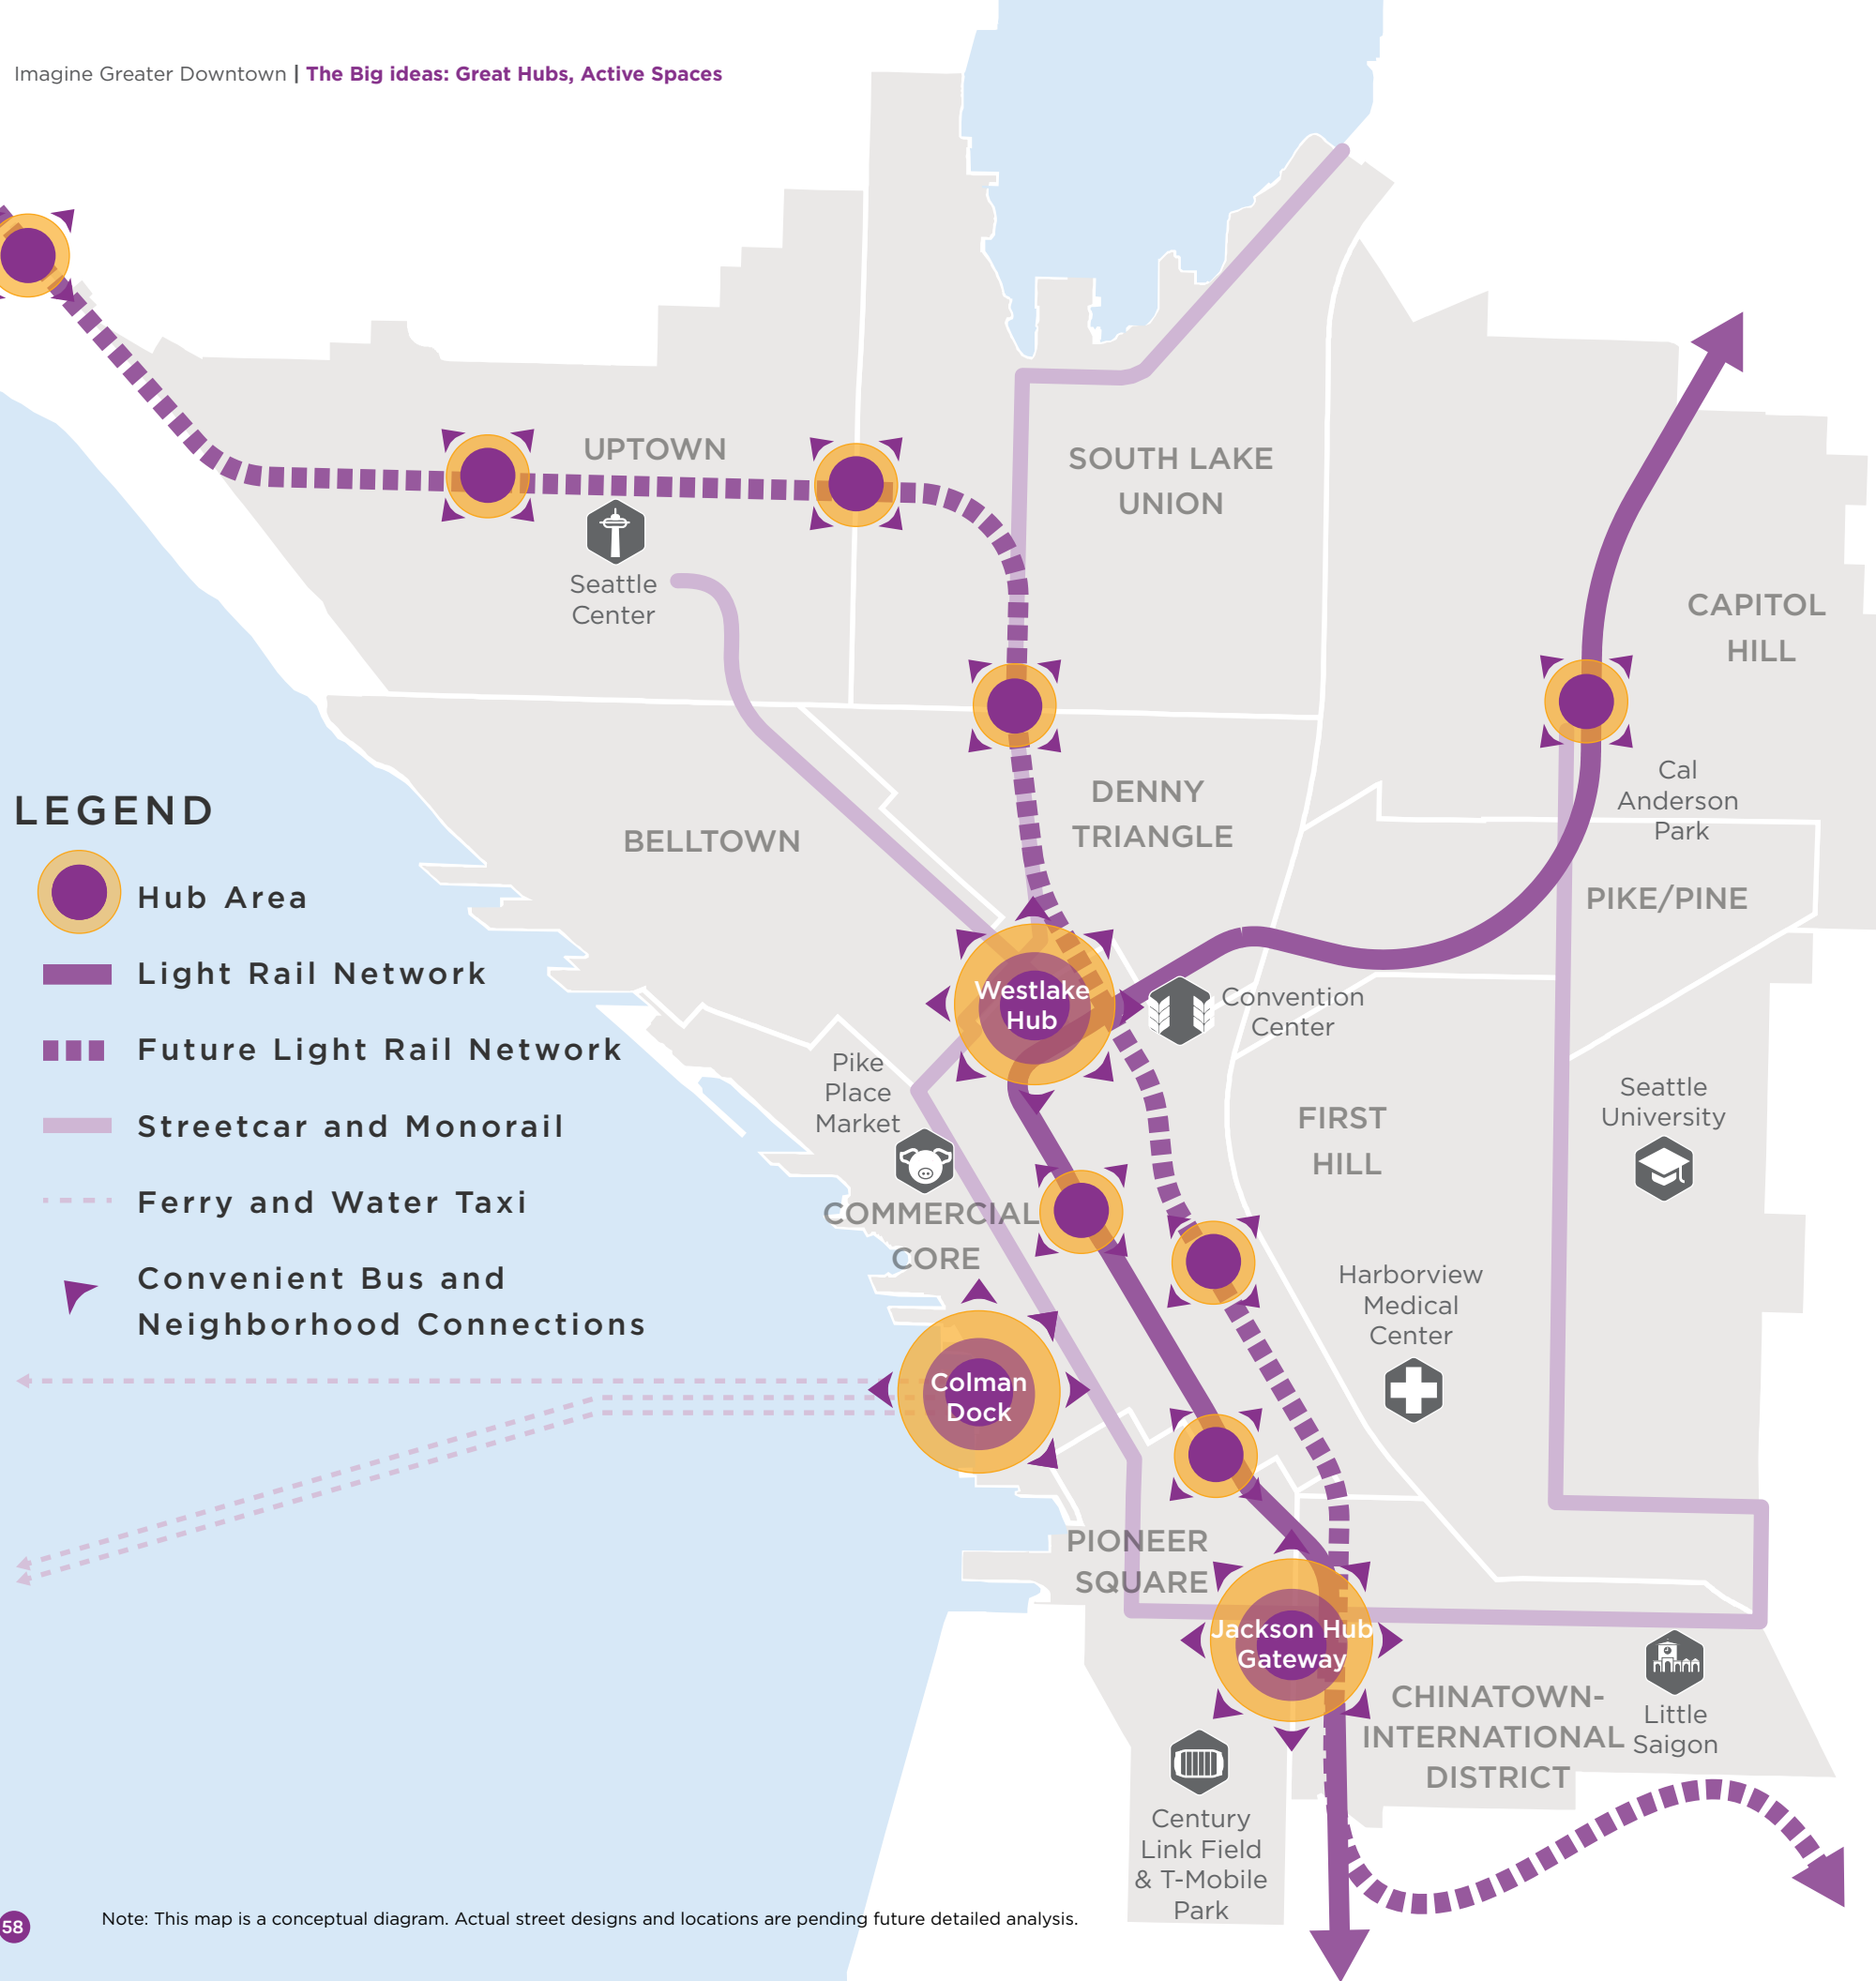 Imagine Greater Downtown | The Big ideas: Great Hubs, Active Spaces
UPTOWN
Seattle
Center
SOUTH LAKE
UNION
CAPITOL
HILL
Cal
Anderson
Park
DENNY
TRIANGLE
BELLTOWN
PIKE/PINE
LEGEND
Hub Area
Light Rail Network
Future Light Rail Network
Streetcar and Monorail
Ferry and Water Taxi
Convenient Bus and
Neighborhood Connections
Westlake
Hub
Convention
Center
Pike
Place
Market
Seattle
University
FIRST
HILL
COMMERCIAL
CORE
Harborview
Medical
Center
Colman
Dock
PIONEER
SQUARE
Jackson Hub
Gateway
CHINATOWN-
INTERNATIONAL
DISTRICT
Little
Saigon
Century
Link Field
& T-Mobile
Park
58
Note: This map is a conceptual diagram. Actual street designs and locations are pending future detailed analysis.